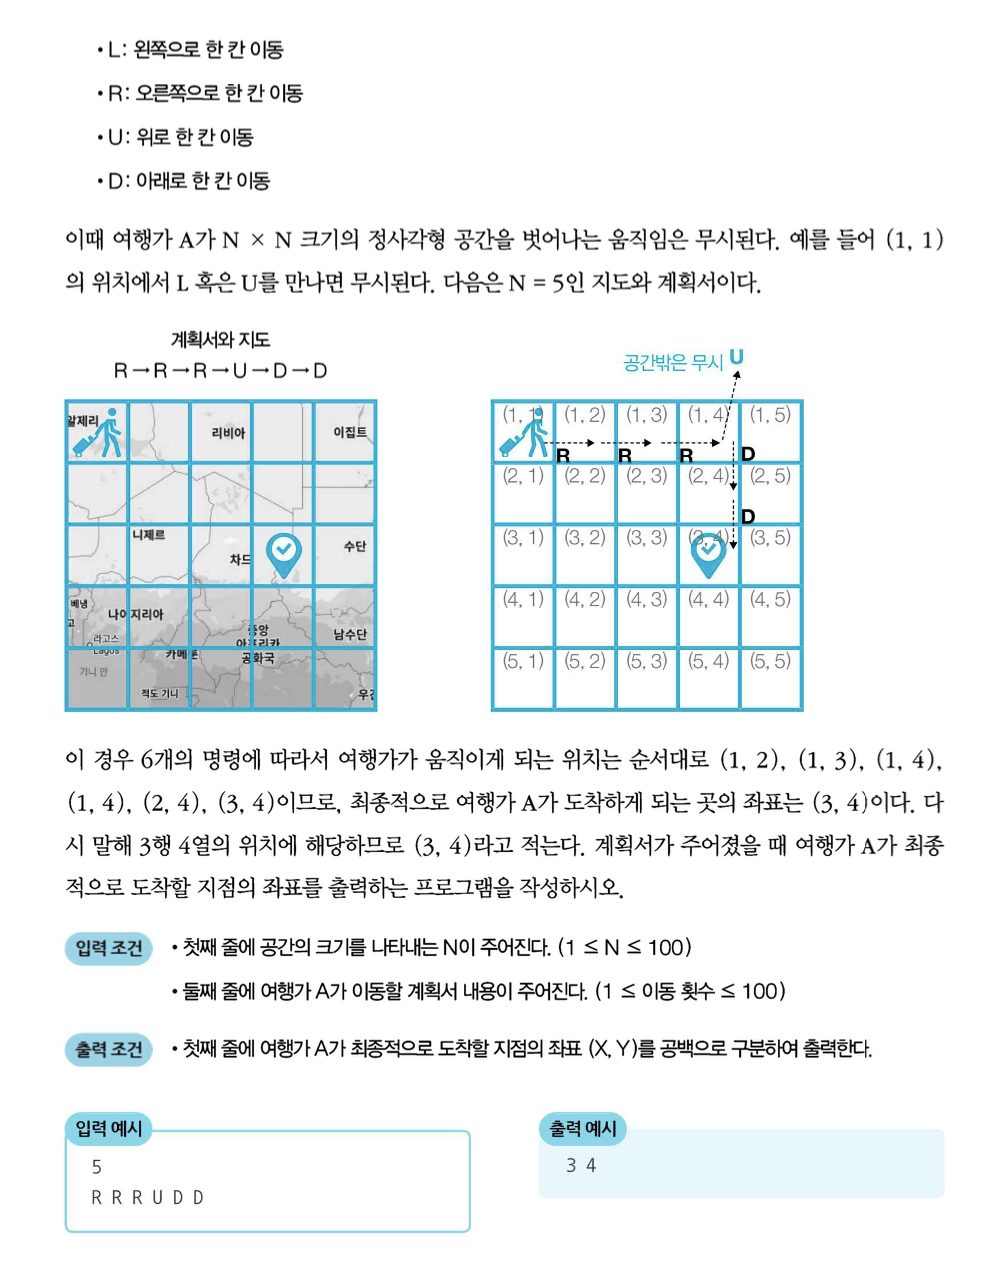 • L: 왼쪽으로 한 칸 이동
• R: 오른쪽으로 한 칸 이동
• U: 위로 한 칸 이동
• D: 아래로 한 칸 이동
이때 여행가 A가 N × N 크기의 정사각형 공간을 벗어나는 움직임은 무시된다. 예를 들어 (1, 1)
의 위치에서 L 혹은 U를 만나면 무시된다. 다음은 N = 5인 지도와 계획서이다.
계획서와 지도
R→R→R→U→D→D
알제리
리비아
이집트
니제르
차드
수단
베냉
고
나이지리아
라고스
Lagos
카메룬
중앙
아프리카
공화국
남수단
기니 만
적도 기니
우간
공간밖은 무시 U
(1, 1) (1, 2) (1, 3) (1, 4) (1, 5)
R R R D
(2, 1) (2, 2) (2, 3) (2, 4) (2, 5)
D
(3, 1) (3, 2) (3, 3) (3, 4) (3, 5)
(4, 1) (4, 2) (4, 3) (4, 4) (4, 5)
(5, 1) (5, 2) (5, 3) (5, 4) (5, 5)
이 경우 6개의 명령에 따라서 여행가가 움직이게 되는 위치는 순서대로 (1, 2), (1, 3), (1, 4),
(1, 4), (2, 4), (3, 4)이므로, 최종적으로 여행가 A가 도착하게 되는 곳의 좌표는 (3, 4)이다. 다
시 말해 3행 4열의 위치에 해당하므로 (3, 4)라고 적는다. 계획서가 주어졌을 때 여행가 A가 최종
적으로 도착할 지점의 좌표를 출력하는 프로그램을 작성하시오.
입력 조건 • 첫째 줄에 공간의 크기를 나타내는 N이 주어진다. (1 ≤ N ≤ 100)
• 둘째 줄에 여행가 A가 이동할 계획서 내용이 주어진다. (1 ≤ 이동 횟수 ≤ 100)
출력 조건 • 첫째 줄에 여행가 A가 최종적으로 도착할 지점의 좌표 (X, Y)를 공백으로 구분하여 출력한다.
입력 예시
5
R R R U D D
출력 예시
3 4